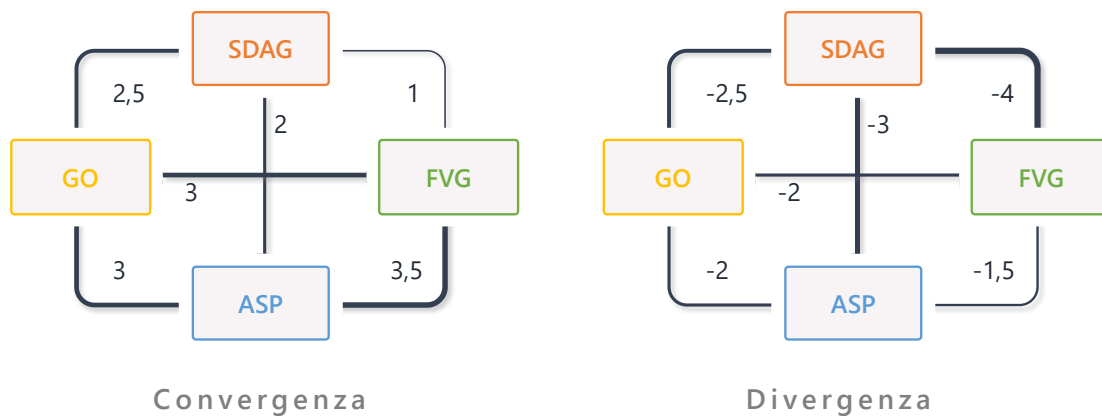 SDAG
2,5
1
2
GO
3
FVG
3
3,5
ASP
Convergenza
SDAG
-2,5
-4
-3
GO
-2
FVG
-2
-1,5
ASP
Divergenza